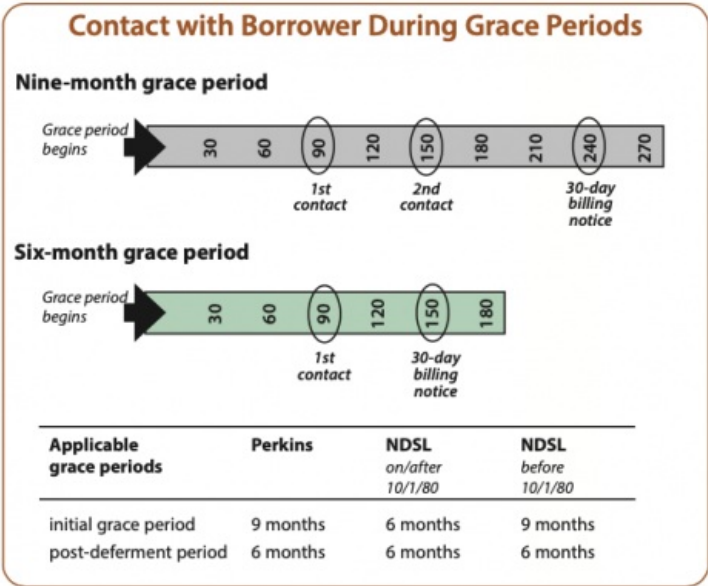 Contact with Borrower During Grace Periods
Nine-month grace period
Grace period
begins
30 60 90 120 150 180 210 240 270
1st
contact
2nd
contact
30-day
billing
notice
Six-month grace period
Grace period
begins
30 60 90 120 150 180
1st
contact
30-day
billing
notice
Applicable
grace periods
Perkins
NDSL
on/after
10/1/80
NDSL
before
10/1/80
initial grace period 9 months 6 months 9 months
post-deferment period 6 months 6 months 6 months